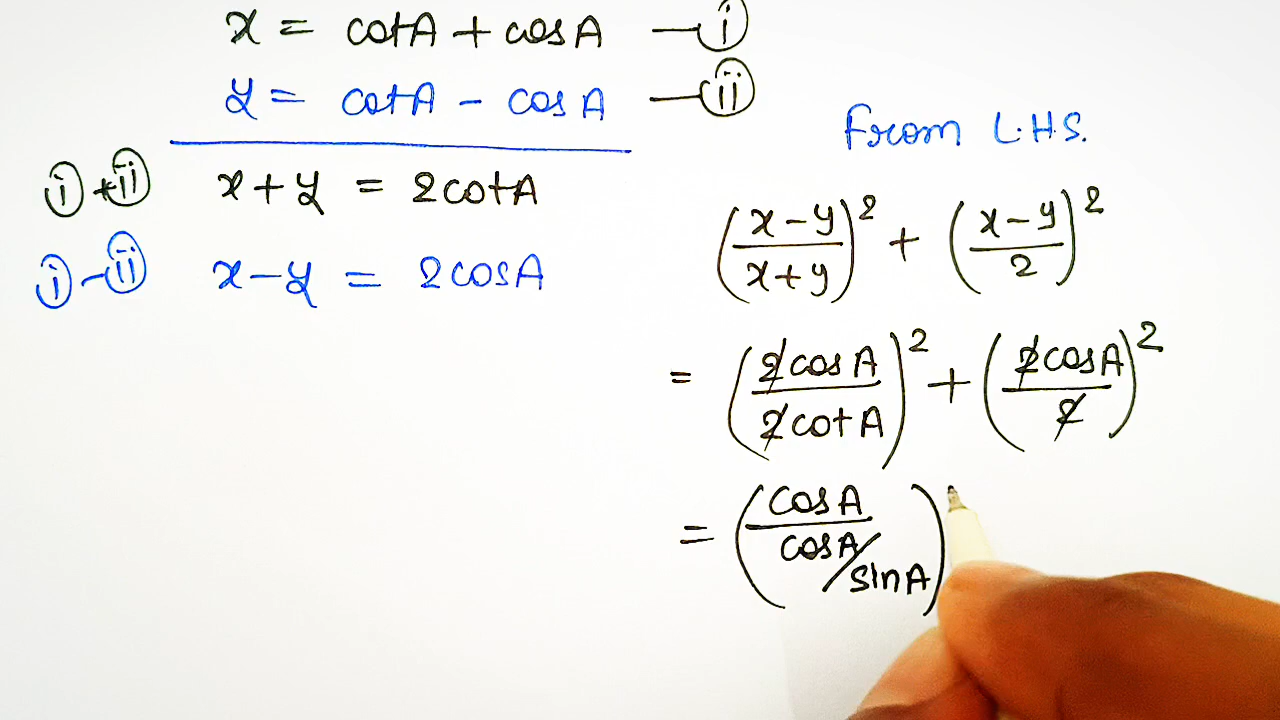 x = cotA + cosA —(i)
y = cotA - cosA —(ii)
(i)+(ii) x+y = 2cotA
(i)-(ii) x-y = 2cosA
From L.H.S.
((x-y)/(x+y))² + ((x-y)/2)²
= ((2cosA)/(2cotA))² + ((2cosA)/2)²
= (cosA/(cosA/sinA))